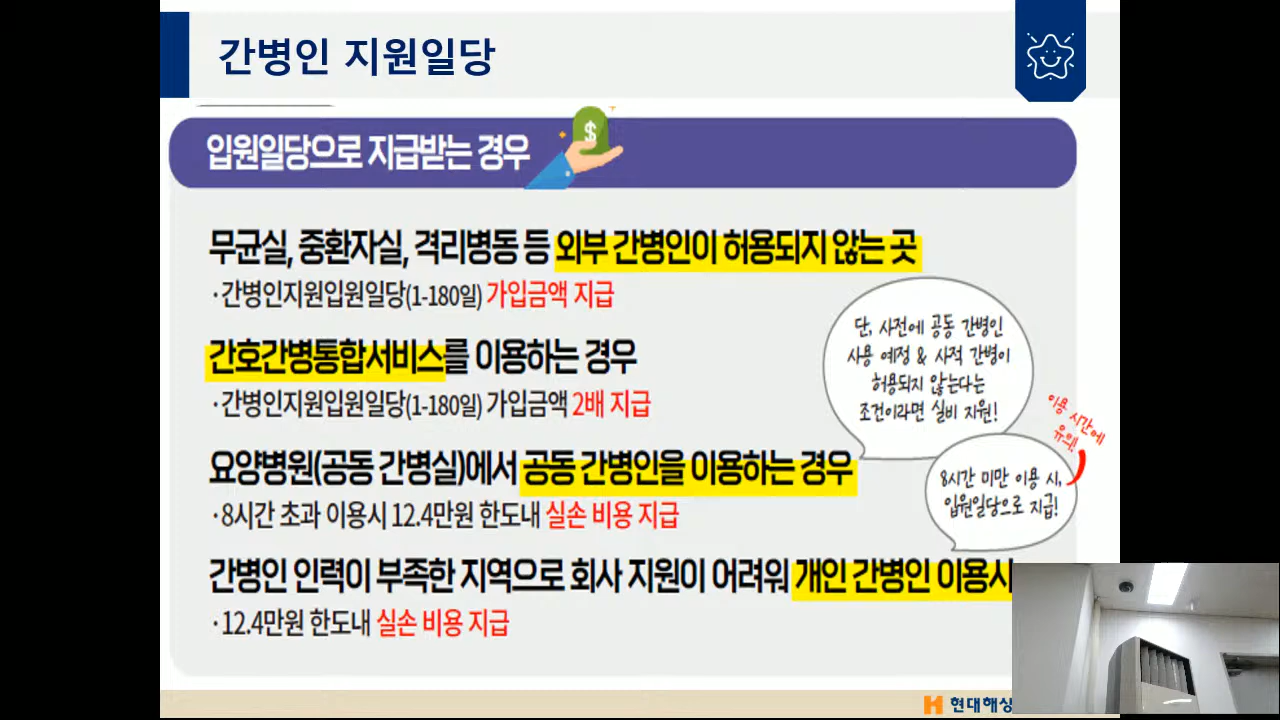 간병인 지원일당
$
입원일당으로 지급받는 경우
무균실, 중환자실, 격리병동 등 외부 간병인이 허용되지 않는 곳
·간병인지원입원일당(1-180일) 가입금액 지급
간호간병통합서비스를 이용하는 경우
·간병인지원입원일당(1-180일) 가입금액 2배 지급
단, 사전에 공동 간병인
사용 예정 & 사적 간병이
허용되지 않는다는
조건이라면 실비 지원!
요양병원(공동 간병실)에서 공동 간병인을 이용하는 경우
·8시간 초과 이용시 12.4만원 한도내 실손 비용 지급
이용 시간에
유의!
8시간 미만 이용 시,
입원일당으로 지급!
간병인 인력이 부족한 지역으로 회사 지원이 어려워 개인 간병인 이용시
·12.4만원 한도내 실손 비용 지급
현대해상